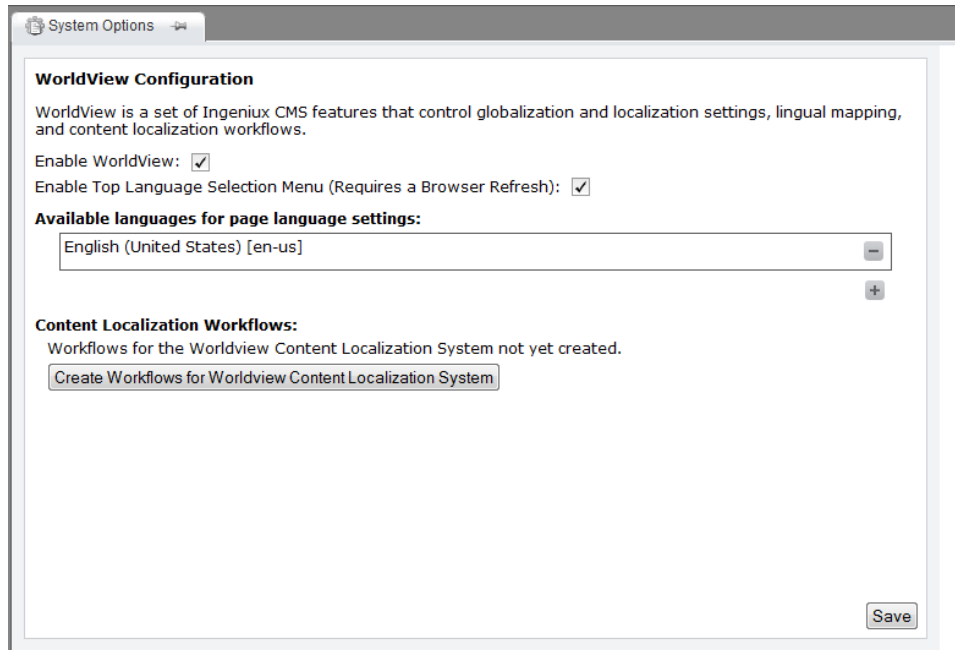 System Options
WorldView Configuration
WorldView is a set of Ingeniux CMS features that control globalization and localization settings, lingual mapping,
and content localization workflows.
Enable WorldView:
Enable Top Language Selection Menu (Requires a Browser Refresh):
Available languages for page language settings:
English (United States) [en-us]
Content Localization Workflows:
Workflows for the Worldview Content Localization System not yet created.
Create Workflows for Worldview Content Localization System
Save